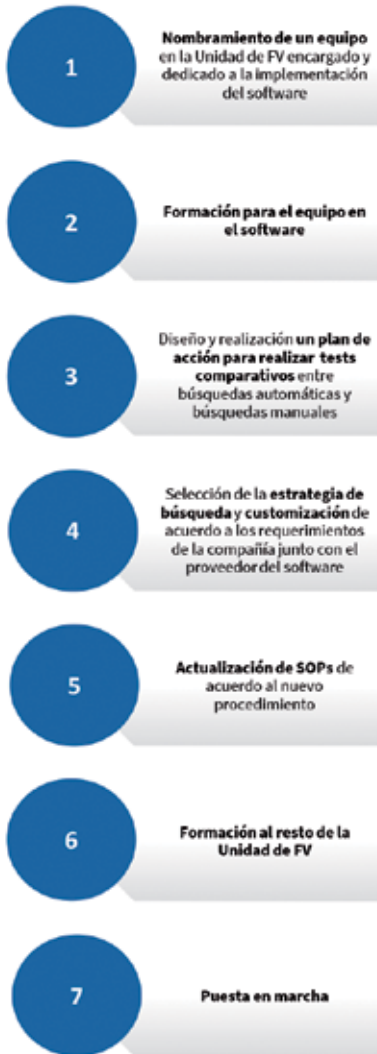 1
Nombramiento de un equipo
en la Unidad de FV encargado y
dedicado a la implementación
del software
2
Formación para el equipo en
el software
3
Diseño y realización un plan de
acción para realizar tests
comparativos entre
búsquedas automáticas y
búsquedas manuales
4
Selección de la estrategia de
búsqueda y customización de
acuerdo a los requerimientos
de la compañía junto con el
proveedor del software
5
Actualización de SOPs de
acuerdo al nuevo
procedimiento
6
Formación al resto de la
Unidad de FV
7
Puesta en marcha